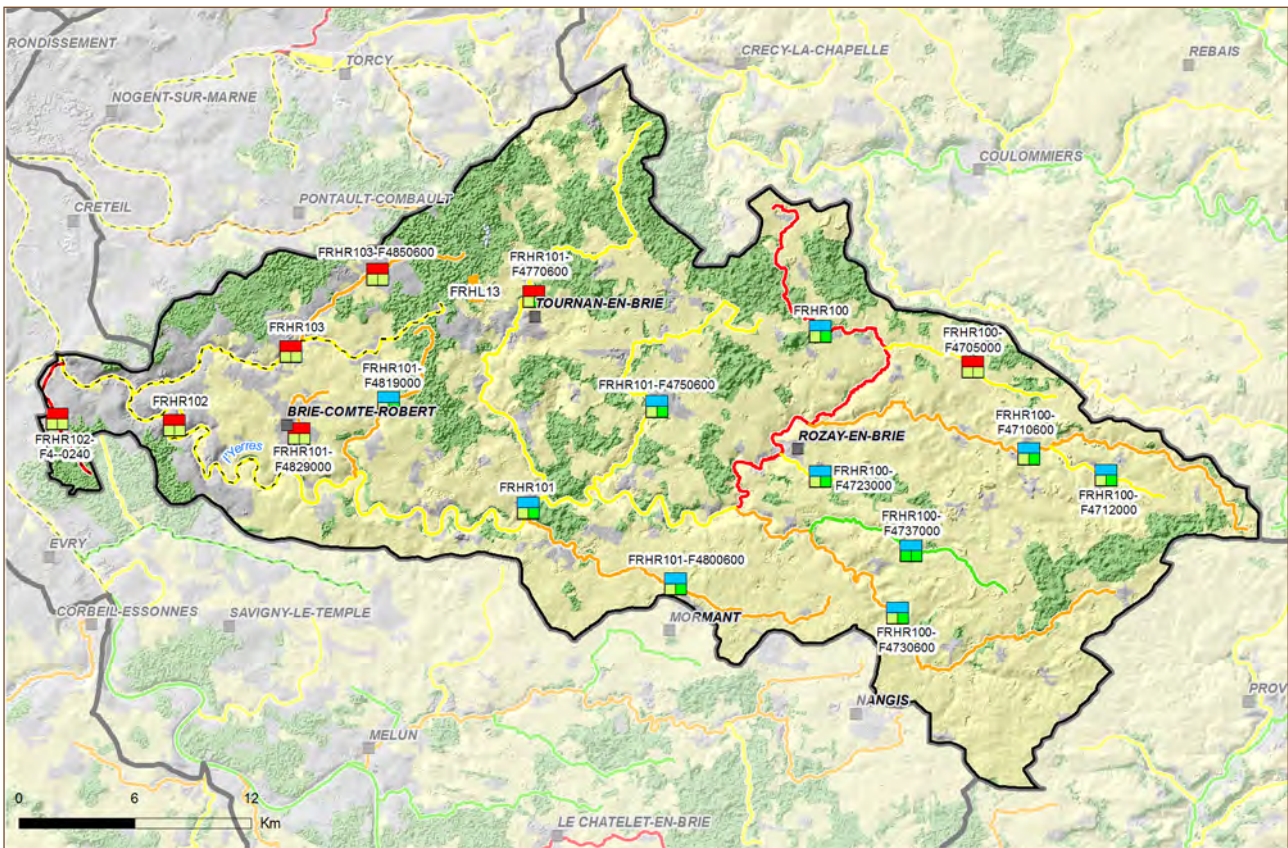 RONDISSEMENT
TORCY
CRECY-LA-CHAPELLE
REBAIS
NOGENT-SUR-MARNE
COULOMMIERS
CRETEIL
PONTAULT-COMBAULT
FRHR103-F4850600
FRHR101-
F4770600
FRHL13
TOURNAN-EN-BRIE
FRHR100
FRHR103
FRHR100-
F4705000
FRHR101-
F4819000
FRHR101-F4750600
FRHR102
BRIE-COMTE-ROBERT
FRHR100-
F4710600
FRHR102-
F4--0240
l'Yerres
FRHR101-
F4829000
ROZAY-EN-BRIE
FRHR100-
F4723000
FRHR100-
F4712000
FRHR101
FRHR100-
F4737000
EVRY
FRHR101-F4800600
CORBEIL-ESSONNES
SAVIGNY-LE-TEMPLE
MORMANT
FRHR100-
F4730600
NANGIS
PROV
MELUN
0
6
12
Km
LE CHATELET-EN-BRIE